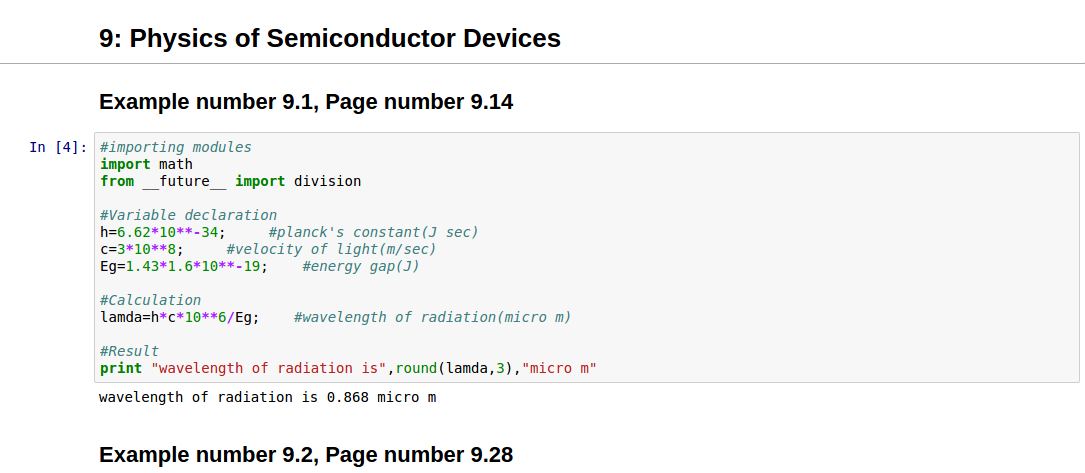 9: Physics of Semiconductor Devices
Example number 9.1, Page number 9.14
In [4]: #importing modules
import math
from __future__ import division
#Variable declaration
h=6.62*10**-34;     #planck's constant(J sec)
c=3*10**8;     #velocity of light(m/sec)
Eg=1.43*1.6*10**-19;    #energy gap(J)
#Calculation
lamda=h*c*10**6/Eg;    #wavelength of radiation(micro m)
#Result
print "wavelength of radiation is",round(lamda,3),"micro m"
wavelength of radiation is 0.868 micro m
Example number 9.2, Page number 9.28